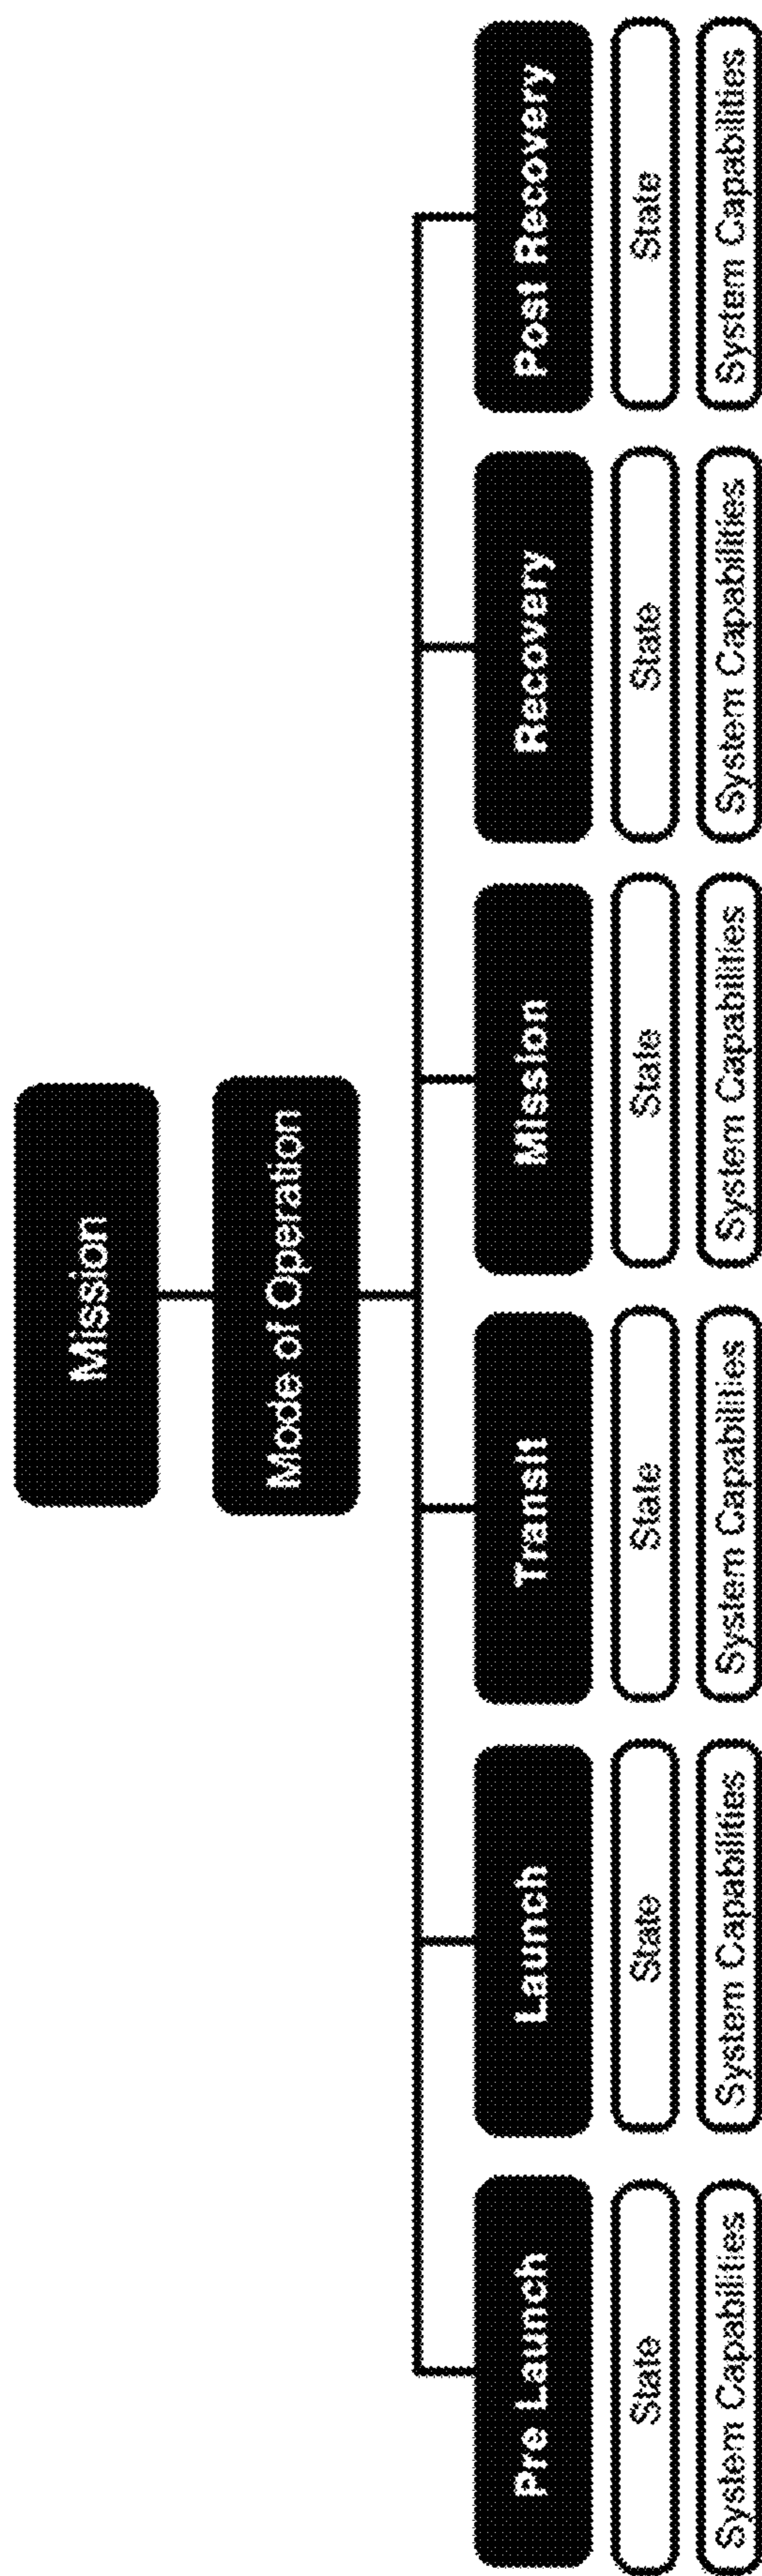 Mission
Mode of Operation
Pre Launch
Launch
Transit
Mission
Recovery
Post Recovery
State
State
State
State
State
State
System Capabilities
System Capabilities
System Capabilities
System Capabilities
System Capabilities
System Capabilities